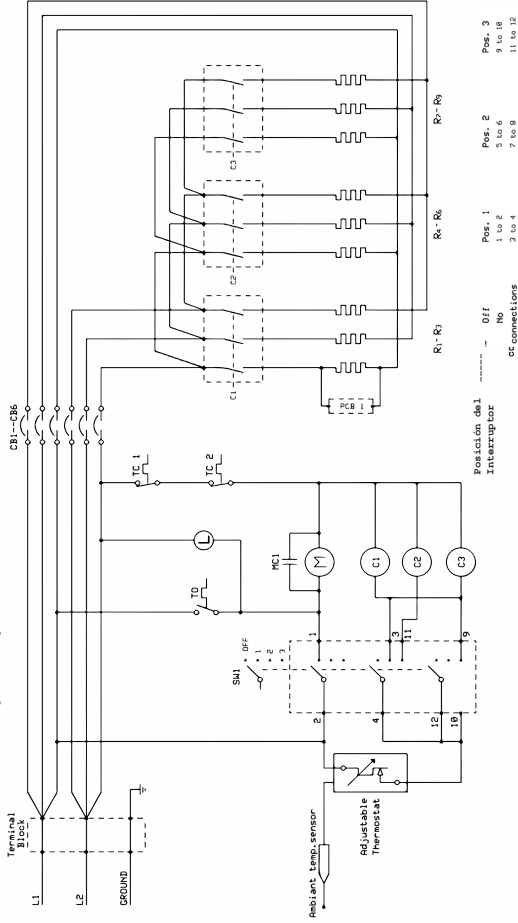 Terminal
Block
L1
L2
GROUND
CB1--CB6
TC 1
TC 2
TO
L
MC1
M
C1
C2
C3
SW1
OFF
1
2
3
1
2
3
4
11
12
10
9
Ambiant temp.sensor
Adjustable
Thermostat
C1
C2
C3
PCB 1
R1- R3
R4- R6
R7- R9
Posición del
Interruptor
Off
No
connections
Pos. 1
1 to 2
3 to 4
Pos. 2
5 to 6
7 to 8
Pos. 3
9 to 10
11 to 12